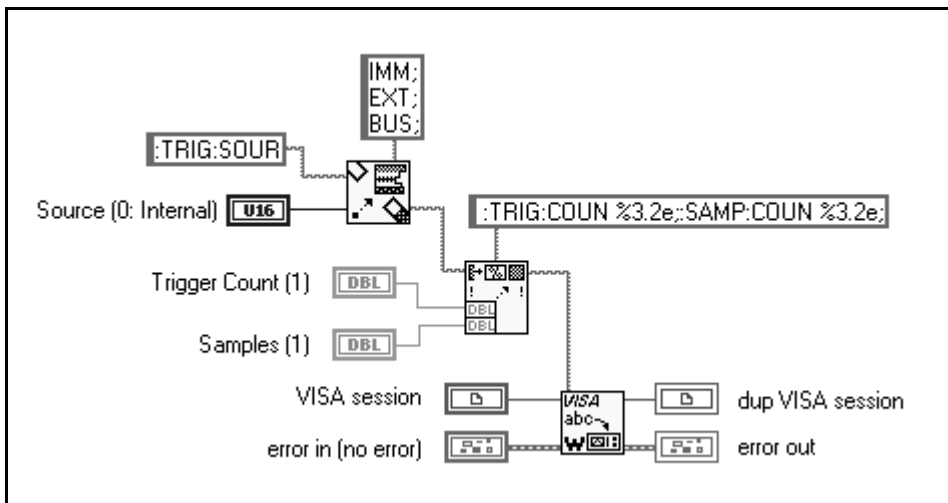 IMM;
EXT;
BUS;
:TRIG:SOUR
Source (0: Internal) U16
:TRIG:COUN %3.2e;:SAMP:COUN %3.2e;
Trigger Count (1) DBL
DBL
Samples (1) DBL
DBL
VISA session
VISA
abc
W
dup VISA session
error in (no error)
error out